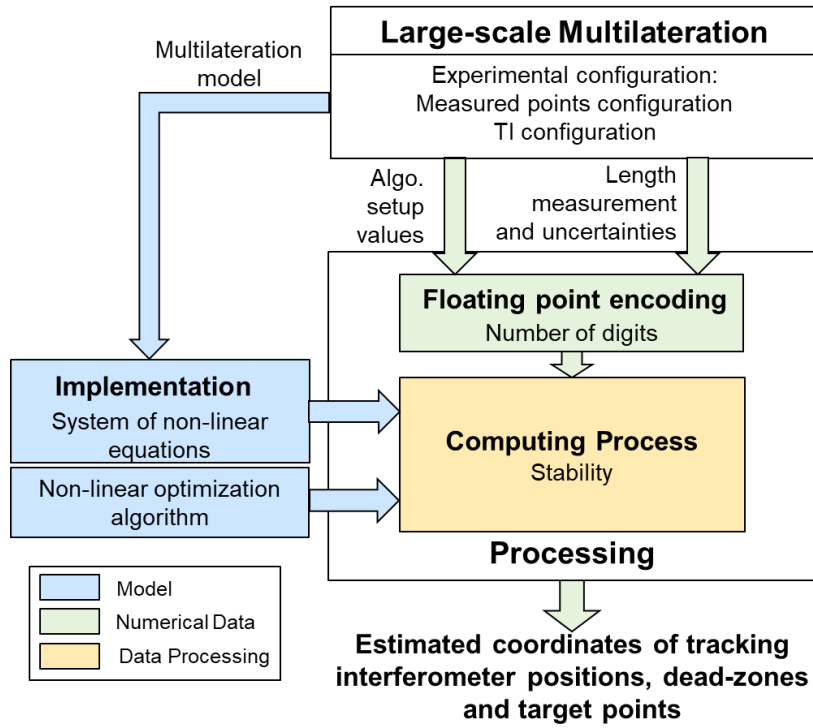 Large-scale Multilateration
Experimental configuration:
Measured points configuration
TI configuration
Multilateration
model
Algo.
setup
values
Length
measurement
and uncertainties
Floating point encoding
Number of digits
Implementation
System of non-linear
equations
Non-linear optimization
algorithm
Computing Process
Stability
Processing
Model
Numerical Data
Data Processing
Estimated coordinates of tracking
interferometer positions, dead-zones
and target points